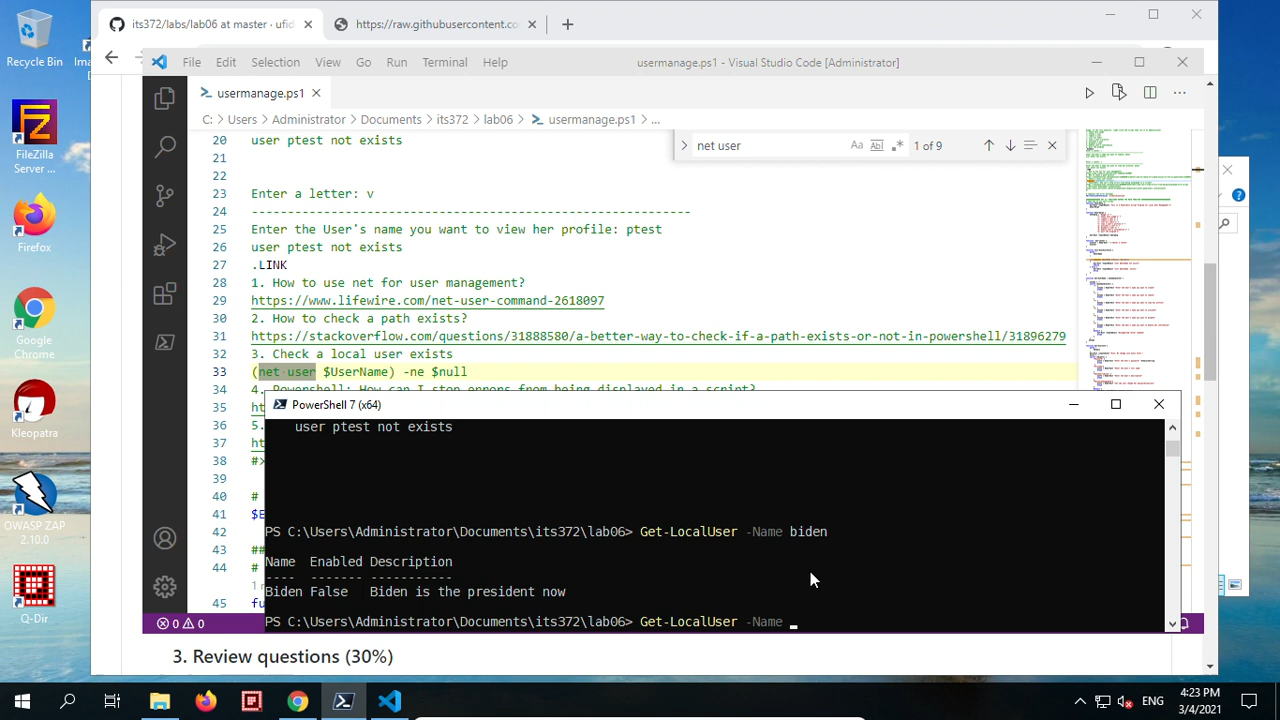 Recycle Bin
FileZilla
Server ...
Firefox
Google
Chrome
Kleopatra
OWASP ZAP
2.10.0
Q-Dir
its372/labs/lab06 at master · ufid
https://raw.githubusercontent.co
File Edit Selection View Go Run Terminal Help
usermanage.ps1 - Visual Studio Code [Administrator]
usermanage.ps1
C: > Users > Administrator > Documents > its372 > lab06 > usermanage.ps1 > ...
net user
Aa
1 of 9
20 user ptest not exists
21
22
23 Enter a letter: v
24
25 Enter the user's name you want to view her profile: ptest
26 user ptest not exists
27 .LINK
28 1. How to use net user management?
29 https://www.lifewire.com/net-user-command-2618097
30 2. How to check a path
31 https://stackoverflow.com/questions/31888580/a-better-way-to-check-if-a-path-exists-or-not-in-powershell/31896279
32 3. Check a local user exists
33 (net user $UserName) 2> $null
34
35
36 5.
37
38 #>
39
40 #
41
42
43
44 #
45 fu
PowerShell 7 (x64)
user ptest not exists
PS C:\Users\Administrator\Documents\its372\lab06> Get-LocalUser -Name biden
Name Enabled Description
---- ------- -----------
Biden False Biden is the president now
PS C:\Users\Administrator\Documents\its372\lab06> Get-LocalUser -Name
0 0
3. Review questions (30%)
ENG
4:23 PM
3/4/2021